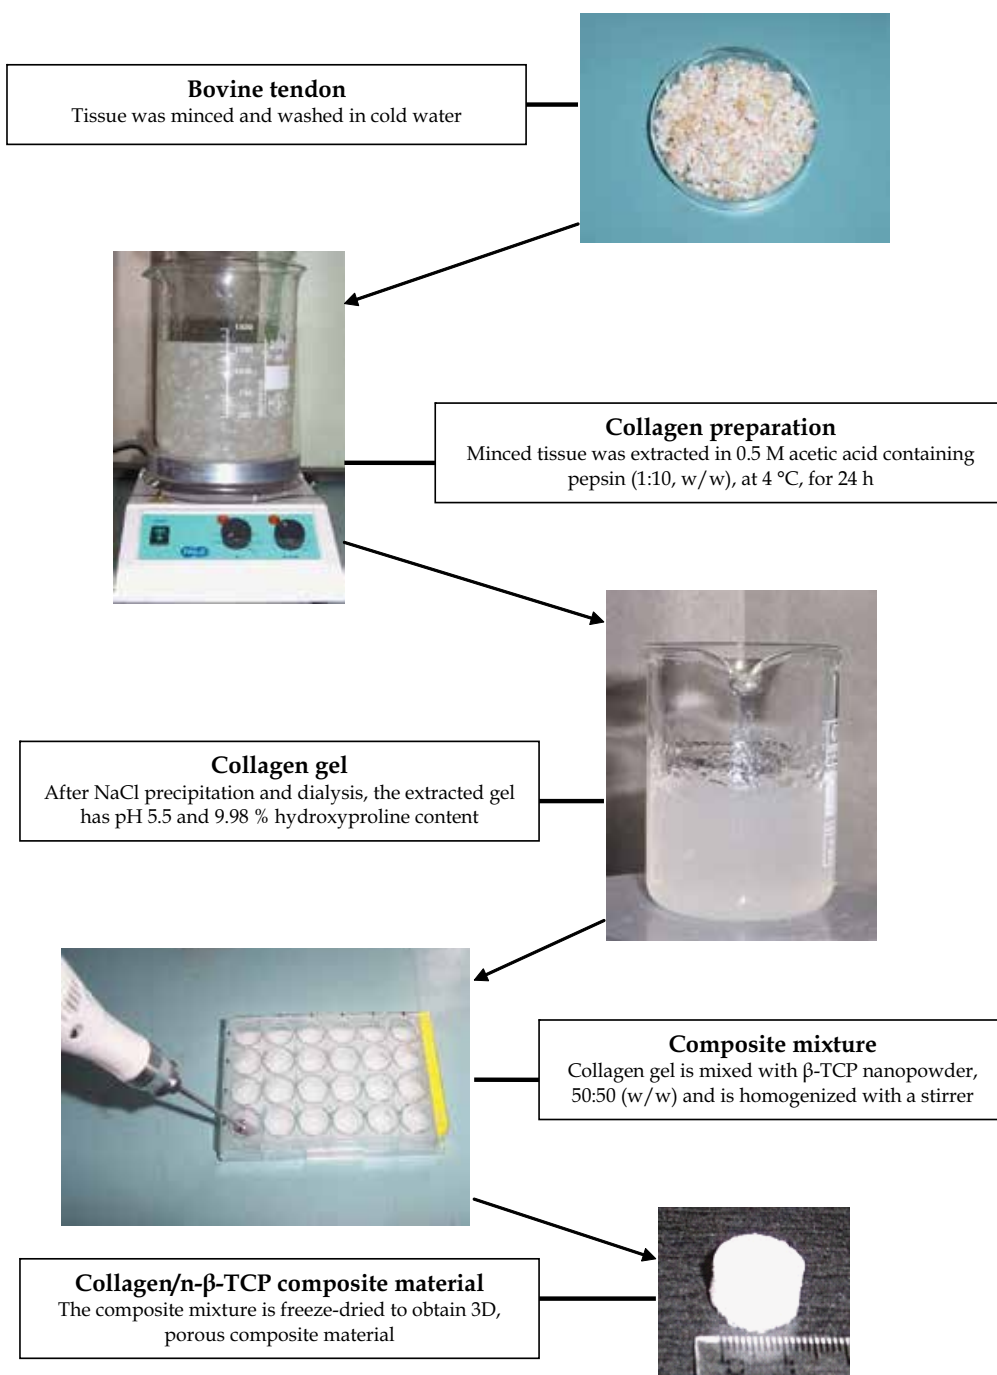 Bovine tendon
Tissue was minced and washed in cold water
Collagen preparation
Minced tissue was extracted in 0.5 M acetic acid containing
pepsin (1:10, w/w), at 4 °C, for 24 h
Collagen gel
After NaCl precipitation and dialysis, the extracted gel
has pH 5.5 and 9.98 % hydroxyproline content
Composite mixture
Collagen gel is mixed with β-TCP nanopowder,
50:50 (w/w) and is homogenized with a stirrer
Collagen/n-β-TCP composite material
The composite mixture is freeze-dried to obtain 3D,
porous composite material